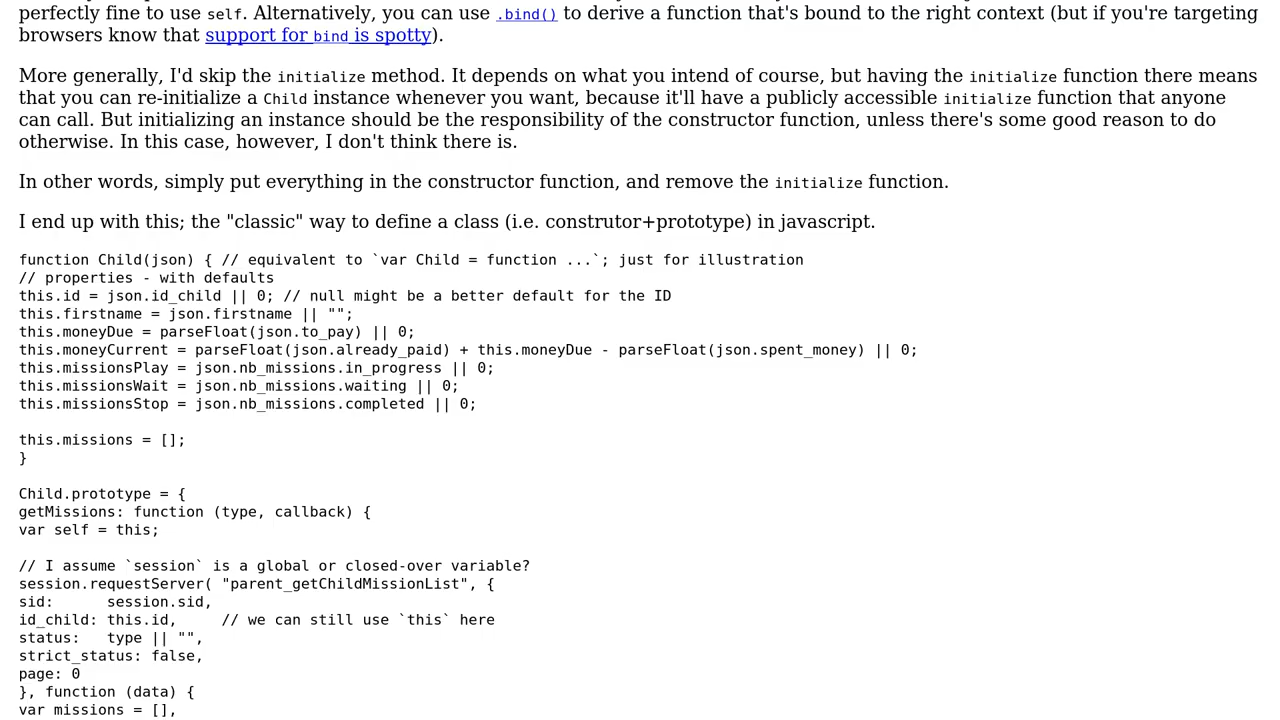 perfectly fine to use self. Alternatively, you can use .bind() to derive a function that's bound to the right context (but if you're targeting
browsers know that support for bind is spotty).
More generally, I'd skip the initialize method. It depends on what you intend of course, but having the initialize function there means
that you can re-initialize a Child instance whenever you want, because it'll have a publicly accessible initialize function that anyone
can call. But initializing an instance should be the responsibility of the constructor function, unless there's some good reason to do
otherwise. In this case, however, I don't think there is.
In other words, simply put everything in the constructor function, and remove the initialize function.
I end up with this; the "classic" way to define a class (i.e. construtor+prototype) in javascript.
function Child(json) { // equivalent to `var Child = function ...`; just for illustration
// properties - with defaults
this.id = json.id_child || 0; // null might be a better default for the ID
this.firstname = json.firstname || "";
this.moneyDue = parseFloat(json.to_pay) || 0;
this.moneyCurrent = parseFloat(json.already_paid) + this.moneyDue - parseFloat(json.spent_money) || 0;
this.missionsPlay = json.nb_missions.in_progress || 0;
this.missionsWait = json.nb_missions.waiting || 0;
this.missionsStop = json.nb_missions.completed || 0;
this.missions = [];
}
Child.prototype = {
getMissions: function (type, callback) {
var self = this;
// I assume `session` is a global or closed-over variable?
session.requestServer( "parent_getChildMissionList", {
sid:      session.sid,
id_child: this.id,     // we can still use `this` here
status:   type || "",
strict_status: false,
page: 0
}, function (data) {
var missions = [],